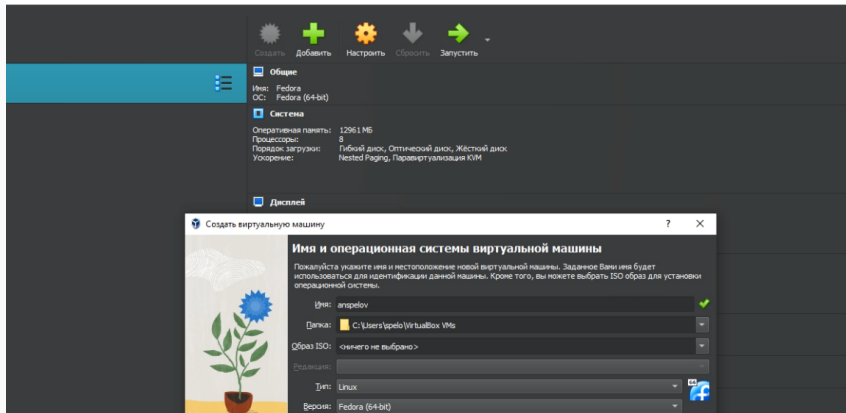 Создать Добавить Настроить Сбросить Запустить
Общие
Имя: Fedora
ОС: Fedora (64-bit)
Система
Оперативная память: 12961 МБ
Процессоры: 8
Порядок загрузки: Гибкий диск, Оптический диск, Жёсткий диск
Ускорение: Nested Paging, Паравиртуализация KVM
Дисплей
Создать виртуальную машину ? X
Имя и операционная системы виртуальной машины
Пожалуйста укажите имя и местоположение новой виртуальной машины. Заданное Вами имя будет
использоваться для идентификации данной машины. Кроме того, вы можете выбрать ISO образ для установки
операционной системы.
Имя: anspelov
Папка: C:\Users\spelo\VirtualBox VMs
Образ ISO: <ничего не выбрано>
Редакция:
Тип: Linux
64
Версия: Fedora (64-bit)